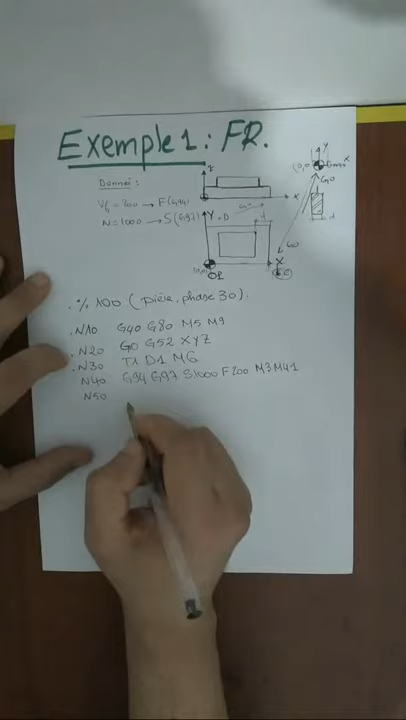 Exemple 1 : FR.
Donneé :
Vf = 200 → F (G94)
N = 1000 → S (G97)
% 100 (Pièce, phase 30).
N10 G40 G80 M5 M9
N20 G0 G52 X Y Z
N30 T1 D1 M6
N40 G94 G97 S1000 F200 M3 M41
N50